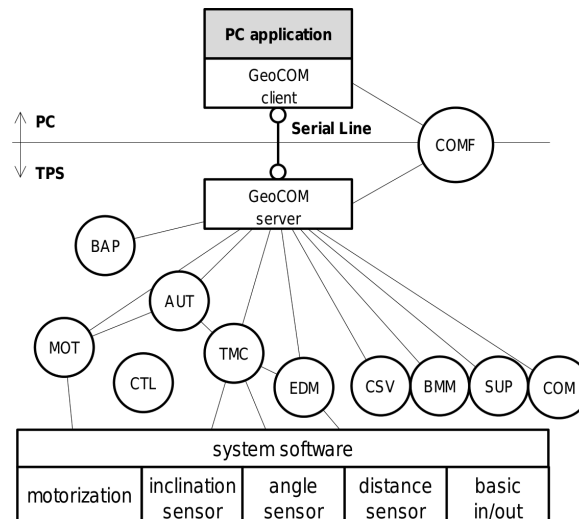 PC application
GeoCOM
client
PC
Serial Line
COMF
TPS
GeoCOM
server
BAP
AUT
MOT
TMC
CTL
EDM
CSV
BMM
SUP
COM
system software
motorization
inclination
sensor
angle
sensor
distance
sensor
basic
in/out